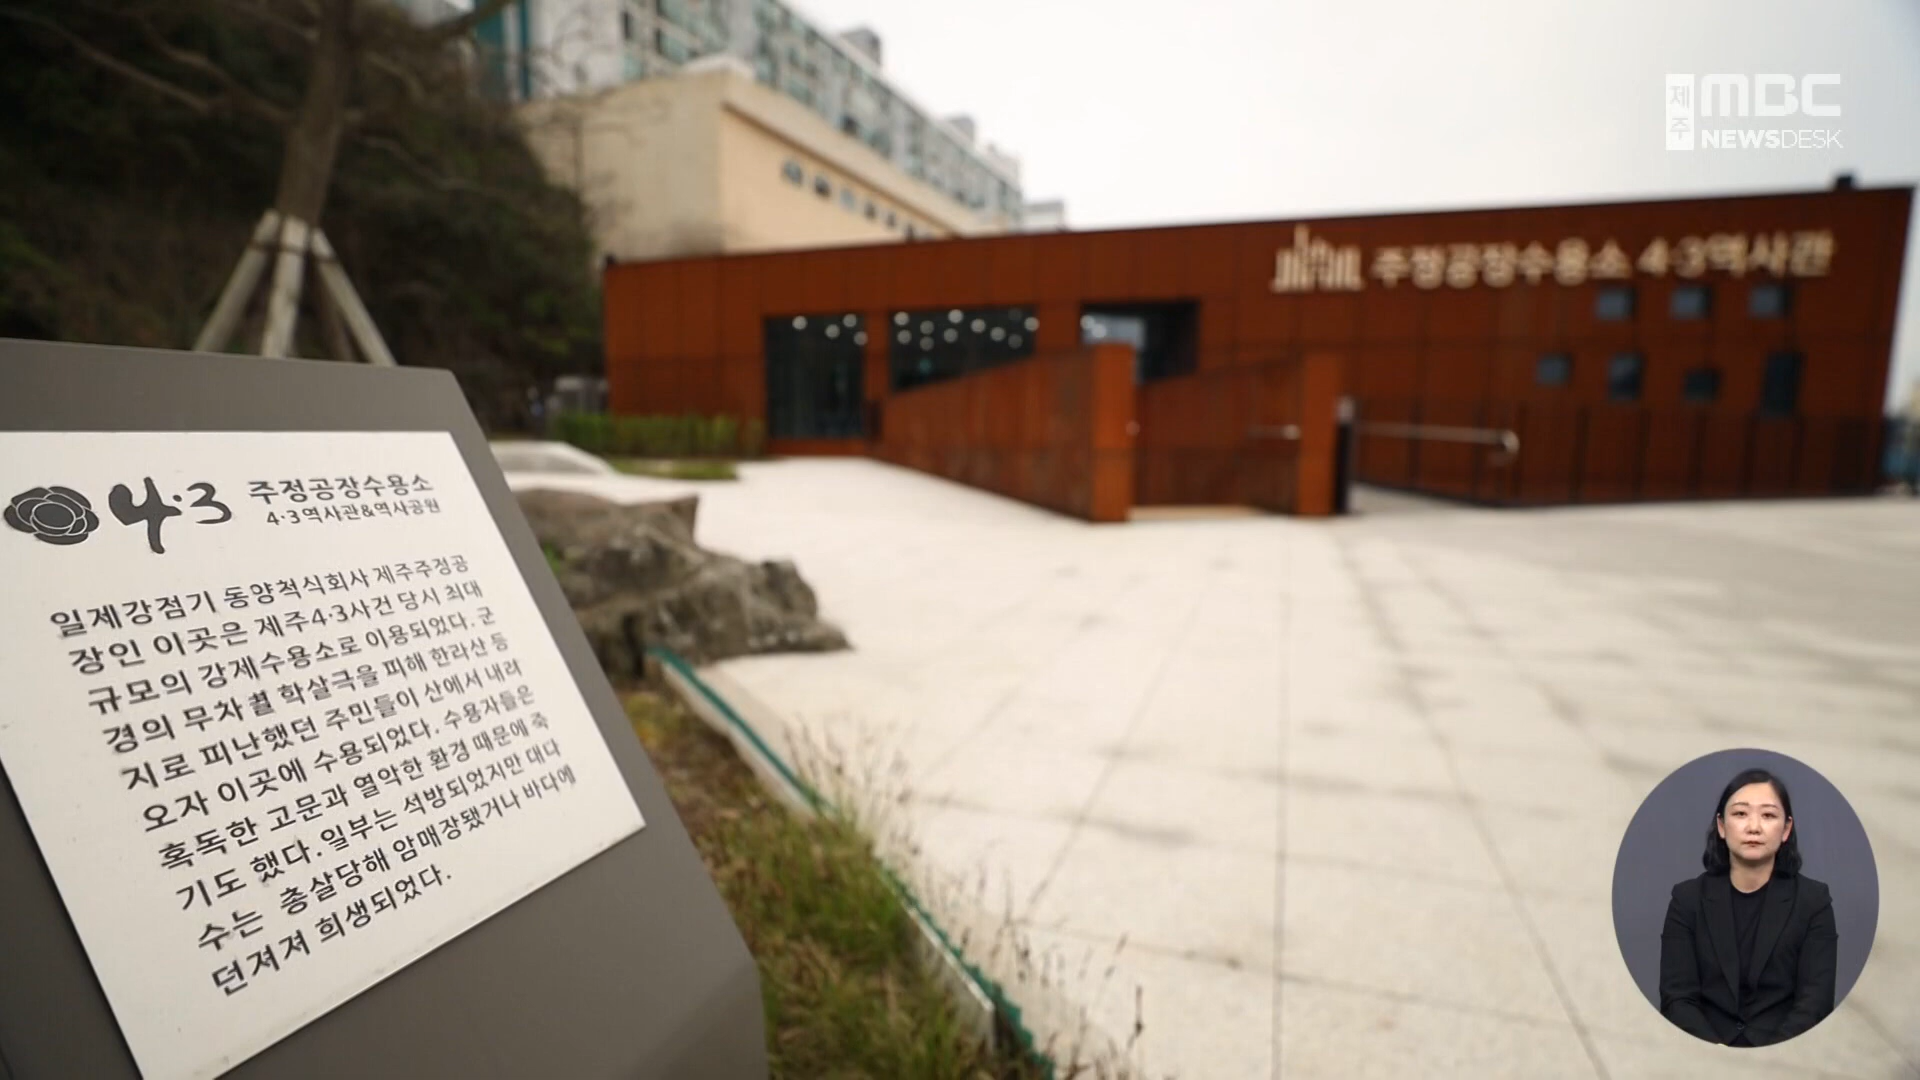 제주 MBC
NEWSDESK
주정공장수용소 4·3역사관
4·3 주정공장수용소
4·3역사관&역사공원
일제강점기 동양척식회사 제주주정공
장인 이곳은 제주4·3사건 당시 최대
규모의 강제수용소로 이용되었다. 군
경의 무차별 학살극을 피해 한라산 등
지로 피난했던 주민들이 산에서 내려
오자 이곳에 수용되었다. 수용자들은
혹독한 고문과 열악한 환경 때문에 죽
기도 했다. 일부는 석방되었지만 대다
수는 총살당해 암매장됐거나 바다에
던져져 희생되었다.